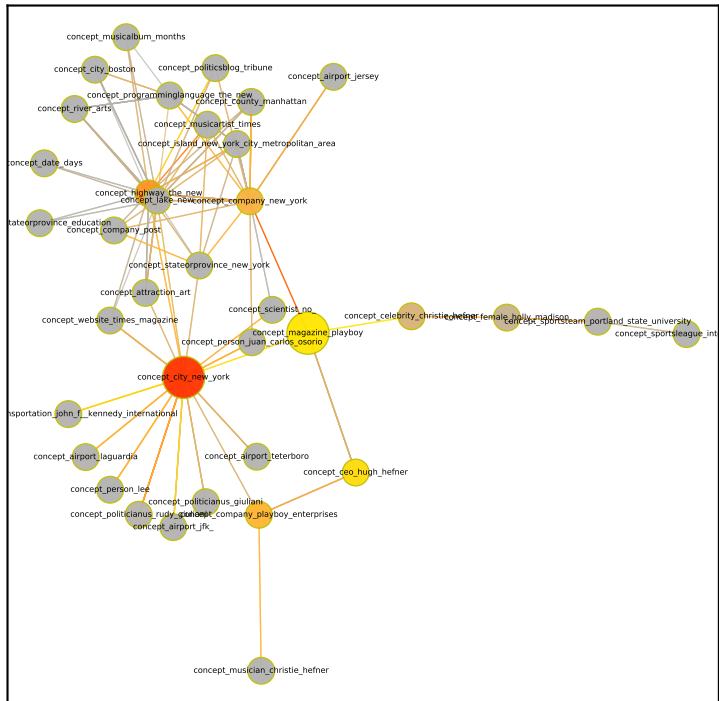 concept_musicalbum_months
concept_city_boston
concept_politicsblog_tribune
concept_airport_jersey
concept_programminglanguage_the_new
concept_county_manhattan
concept_river_arts
concept_musicartist_times
concept_island_new_york_city_metropolitan_area
concept_date_days
concept_highway_the_new
concept_lake_new
concept_company_new_york
stateorprovince_education
concept_company_post
concept_stateorprovince_new_york
concept_attraction_art
concept_scientist_no_
concept_website_times_magazine
concept_celebrity_christie_hefner
concept_female_holly_madison
concept_sportsteam_portland_state_university
concept_magazine_playboy
concept_sportsleague_int
concept_person_juan_carlos_osorio
concept_city_new_york
nsportation_john_f__kennedy_international
concept_airport_laguardia
concept_airport_teterboro
concept_ceo_hugh_hefner
concept_person_lee
concept_politicianus_giuliani
concept_politicianus_rudy_giuliani
concept_company_playboy_enterprises
concept_airport_jfk_
concept_musician_christie_hefner